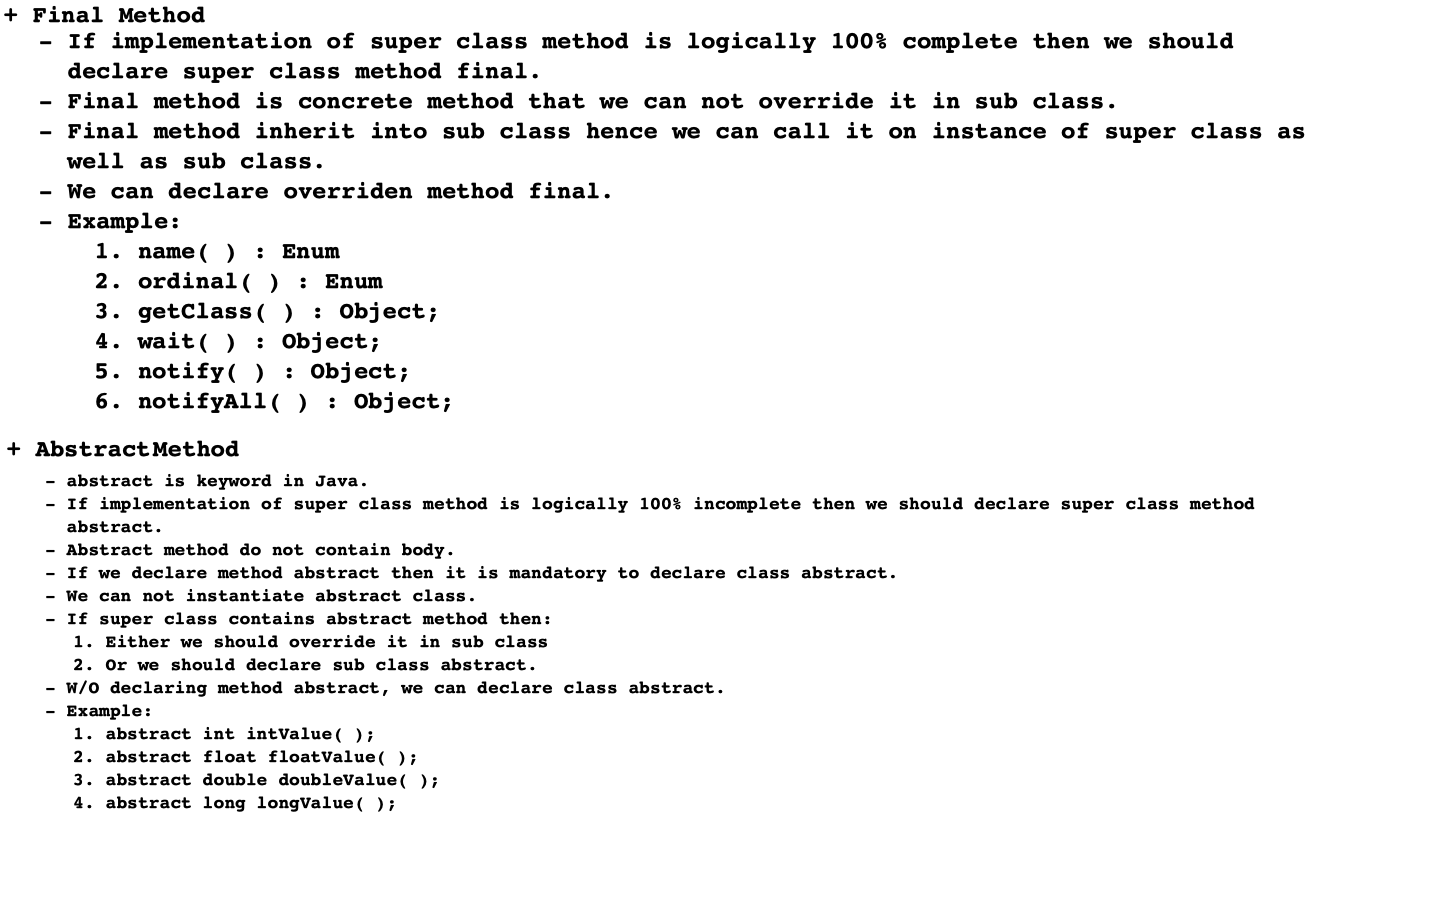 + Final Method
- If implementation of super class method is logically 100% complete then we should
declare super class method final.
- Final method is concrete method that we can not override it in sub class.
- Final method inherit into sub class hence we can call it on instance of super class as
well as sub class.
- We can declare overriden method final.
- Example:
1. name( ) : Enum
2. ordinal( ) : Enum
3. getClass( ) : Object;
4. wait( ) : Object;
5. notify( ) : Object;
6. notifyAll( ) : Object;
+ Abstract Method
- abstract is keyword in Java.
- If implementation of super class method is logically 100% incomplete then we should declare super class method
abstract.
- Abstract method do not contain body.
- If we declare method abstract then it is mandatory to declare class abstract.
- We can not instantiate abstract class.
- If super class contains abstract method then:
1. Either we should override it in sub class
2. Or we should declare sub class abstract.
- W/O declaring method abstract, we can declare class abstract.
- Example:
1. abstract int intValue( );
2. abstract float floatValue( );
3. abstract double doubleValue( );
4. abstract long longValue( );